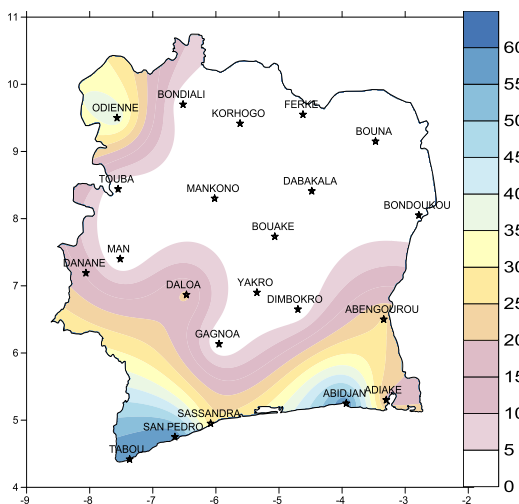 11
60
55
10
50
BONDIALI
ODIENNE
FERKE
KORHOGO
45
BOUNA
9
40
TOUBA
DABAKALA
MANKONO
35
BONDOUKOU
8
BOUAKE
30
MAN
DANANE
25
7
DALOA
YAKRO
DIMBOKRO
20
ABENGOUROU
GAGNOA
6
15
10
ABIDJAN
ADIAKE
SASSANDRA
5
SAN PEDRO
5
TABOU
4
0
-9 -8 -7 -6 -5 -4 -3 -2